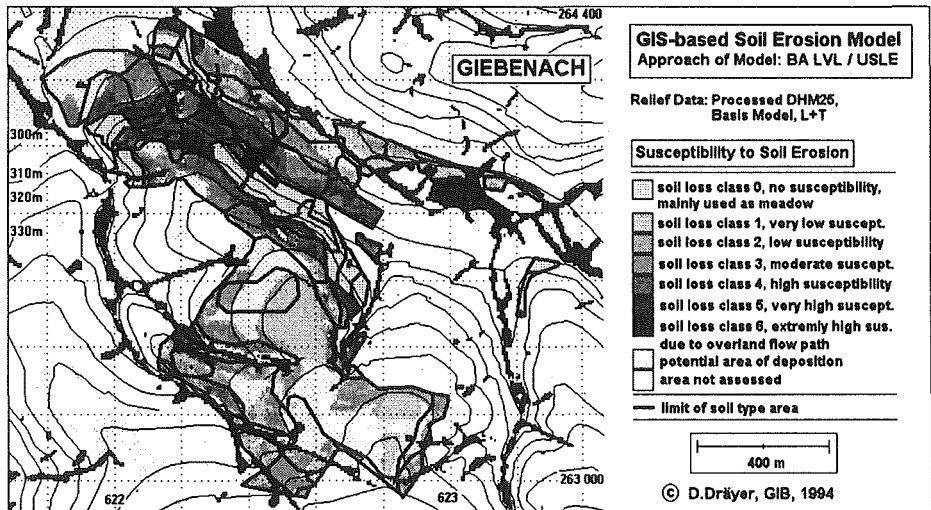 264 400
GIEBENACH
300m
310m
320m
330m
622
623
263 000
GIS-based Soil Erosion Model
Approach of Model: BA LVL / USLE
Relief Data: Processed DHM25,
Basis Model, L+T
Susceptibility to Soil Erosion
soil loss class 0, no susceptibility,
mainly used as meadow
soil loss class 1, very low suscept.
soil loss class 2, low susceptibility
soil loss class 3, moderate suscept.
soil loss class 4, high susceptibility
soil loss class 5, very high suscept.
soil loss class 6, extremly high sus.
due to overland flow path
potential area of deposition
area not assessed
limit of soil type area
400 m
© D.Dräyer, GIB, 1994